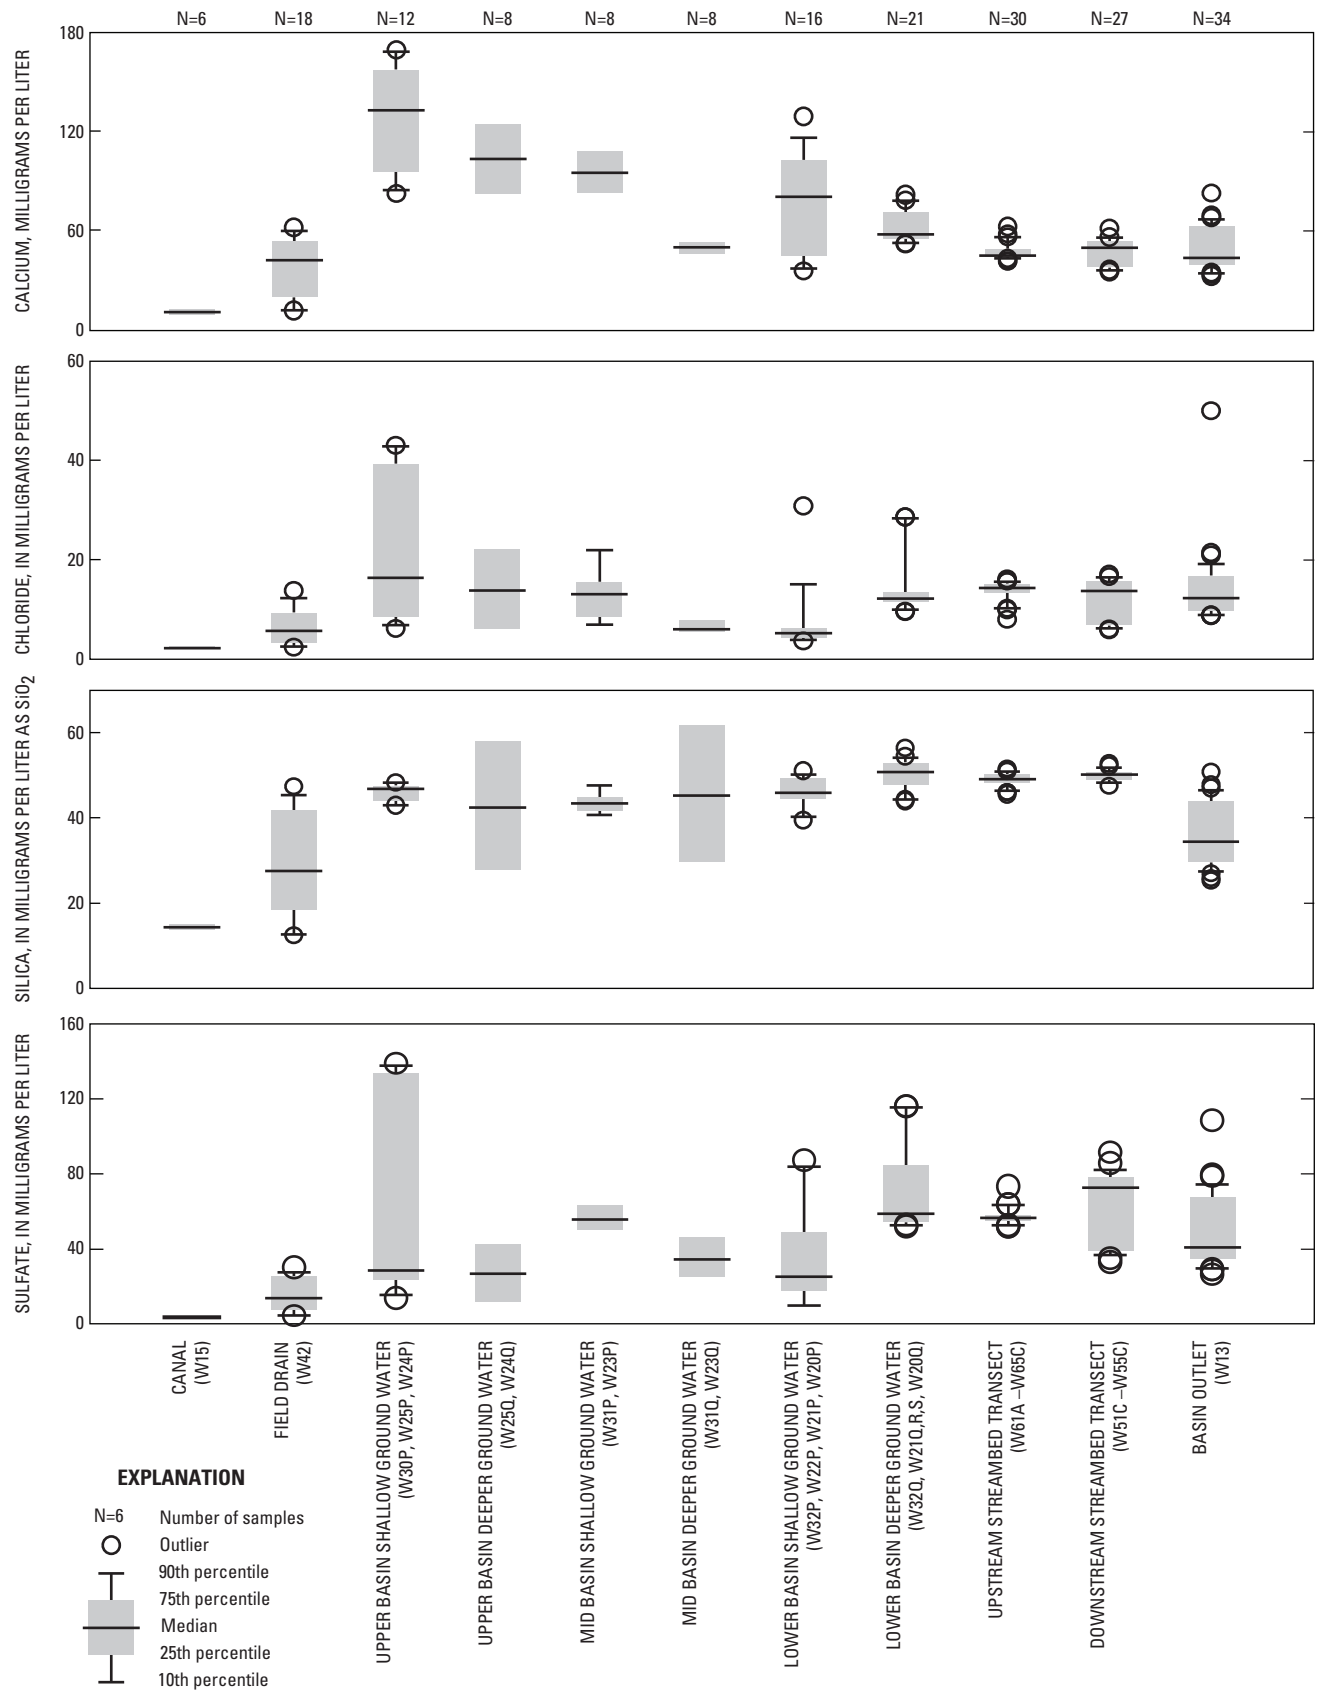 N=6 N=18 N=12 N=8 N=8 N=8 N=16 N=21 N=30 N=27 N=34
CALCIUM, MILLIGRAMS PER LITER
180
120
60
0
CHLORIDE, IN MILLIGRAMS PER LITER
60
40
20
0
SILICA, IN MILLIGRAMS PER LITER AS SiO2
60
40
20
0
SULFATE, IN MILLIGRAMS PER LITER
160
120
80
40
0
CANAL
(W15)
FIELD DRAIN
(W42)
UPPER BASIN SHALLOW GROUND WATER
(W30P, W25P, W24P)
UPPER BASIN DEEPER GROUND WATER
(W25Q, W24Q)
MID BASIN SHALLOW GROUND WATER
(W31P, W23P)
MID BASIN DEEPER GROUND WATER
(W31Q, W23Q)
LOWER BASIN SHALLOW GROUND WATER
(W32P, W22P, W21P, W20P)
LOWER BASIN DEEPER GROUND WATER
(W32Q, W21Q,R,S, W20Q)
UPSTREAM STREAMBED TRANSECT
(W61A –W65C)
DOWNSTREAM STREAMBED TRANSECT
(W51C –W55C)
BASIN OUTLET
(W13)
EXPLANATION
N=6 Number of samples
Outlier
90th percentile
75th percentile
Median
25th percentile
10th percentile